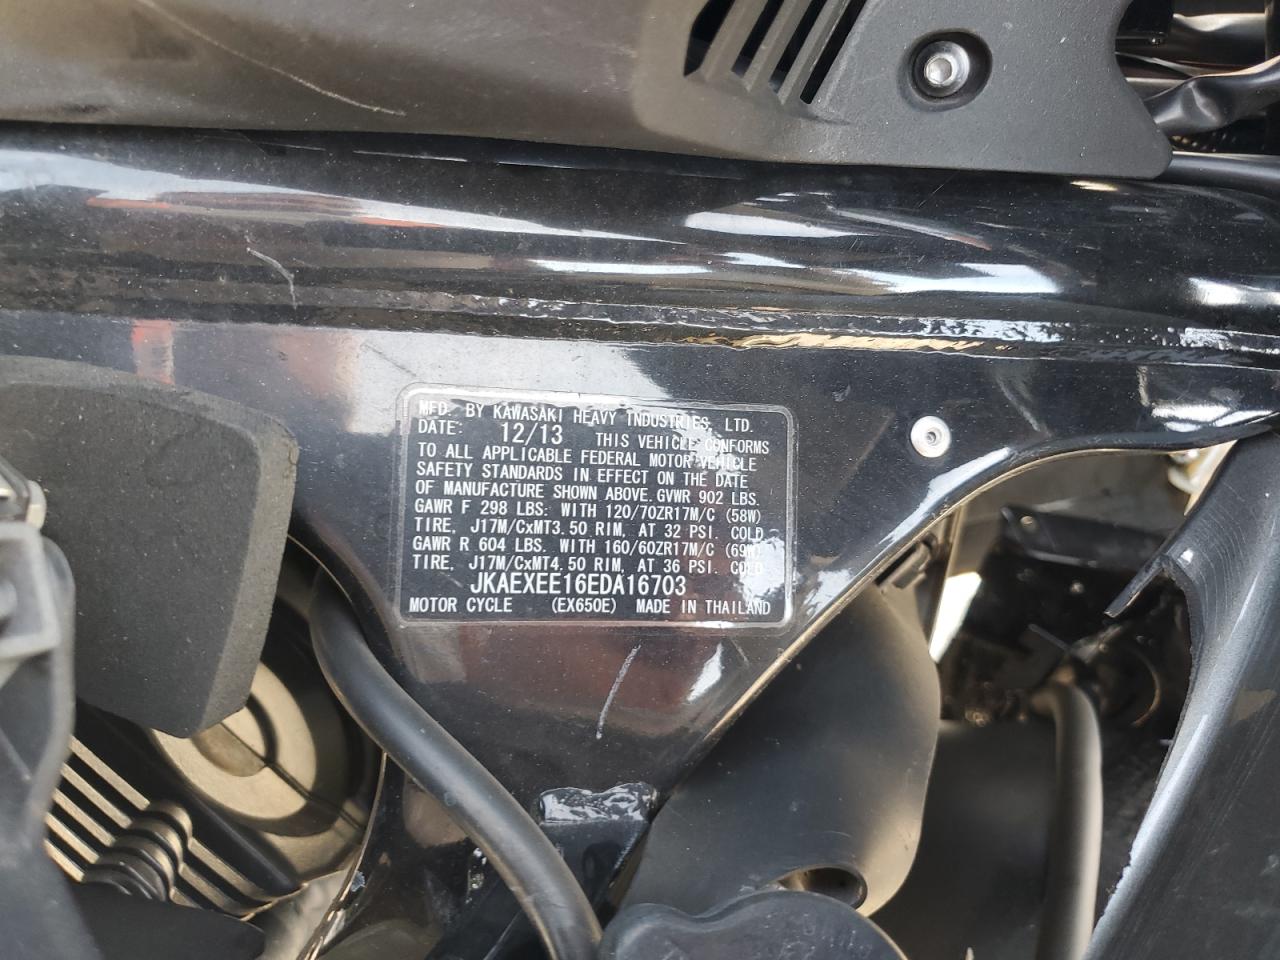 MFD. BY KAWASAKI HEAVY INDUSTRIES, LTD.
DATE: 12/13 THIS VEHICLE CONFORMS
TO ALL APPLICABLE FEDERAL MOTOR VEHICLE
SAFETY STANDARDS IN EFFECT ON THE DATE
OF MANUFACTURE SHOWN ABOVE. GVWR 902 LBS.
GAWR F 298 LBS. WITH 120/70ZR17M/C (58W)
TIRE, J17M/CxMT3.50 RIM, AT 32 PSI. COLD
GAWR R 604 LBS. WITH 160/60ZR17M/C (69W)
TIRE, J17M/CxMT4.50 RIM, AT 36 PSI. COLD
JKAEXEE16EDA16703
MOTOR CYCLE (EX650E) MADE IN THAILAND